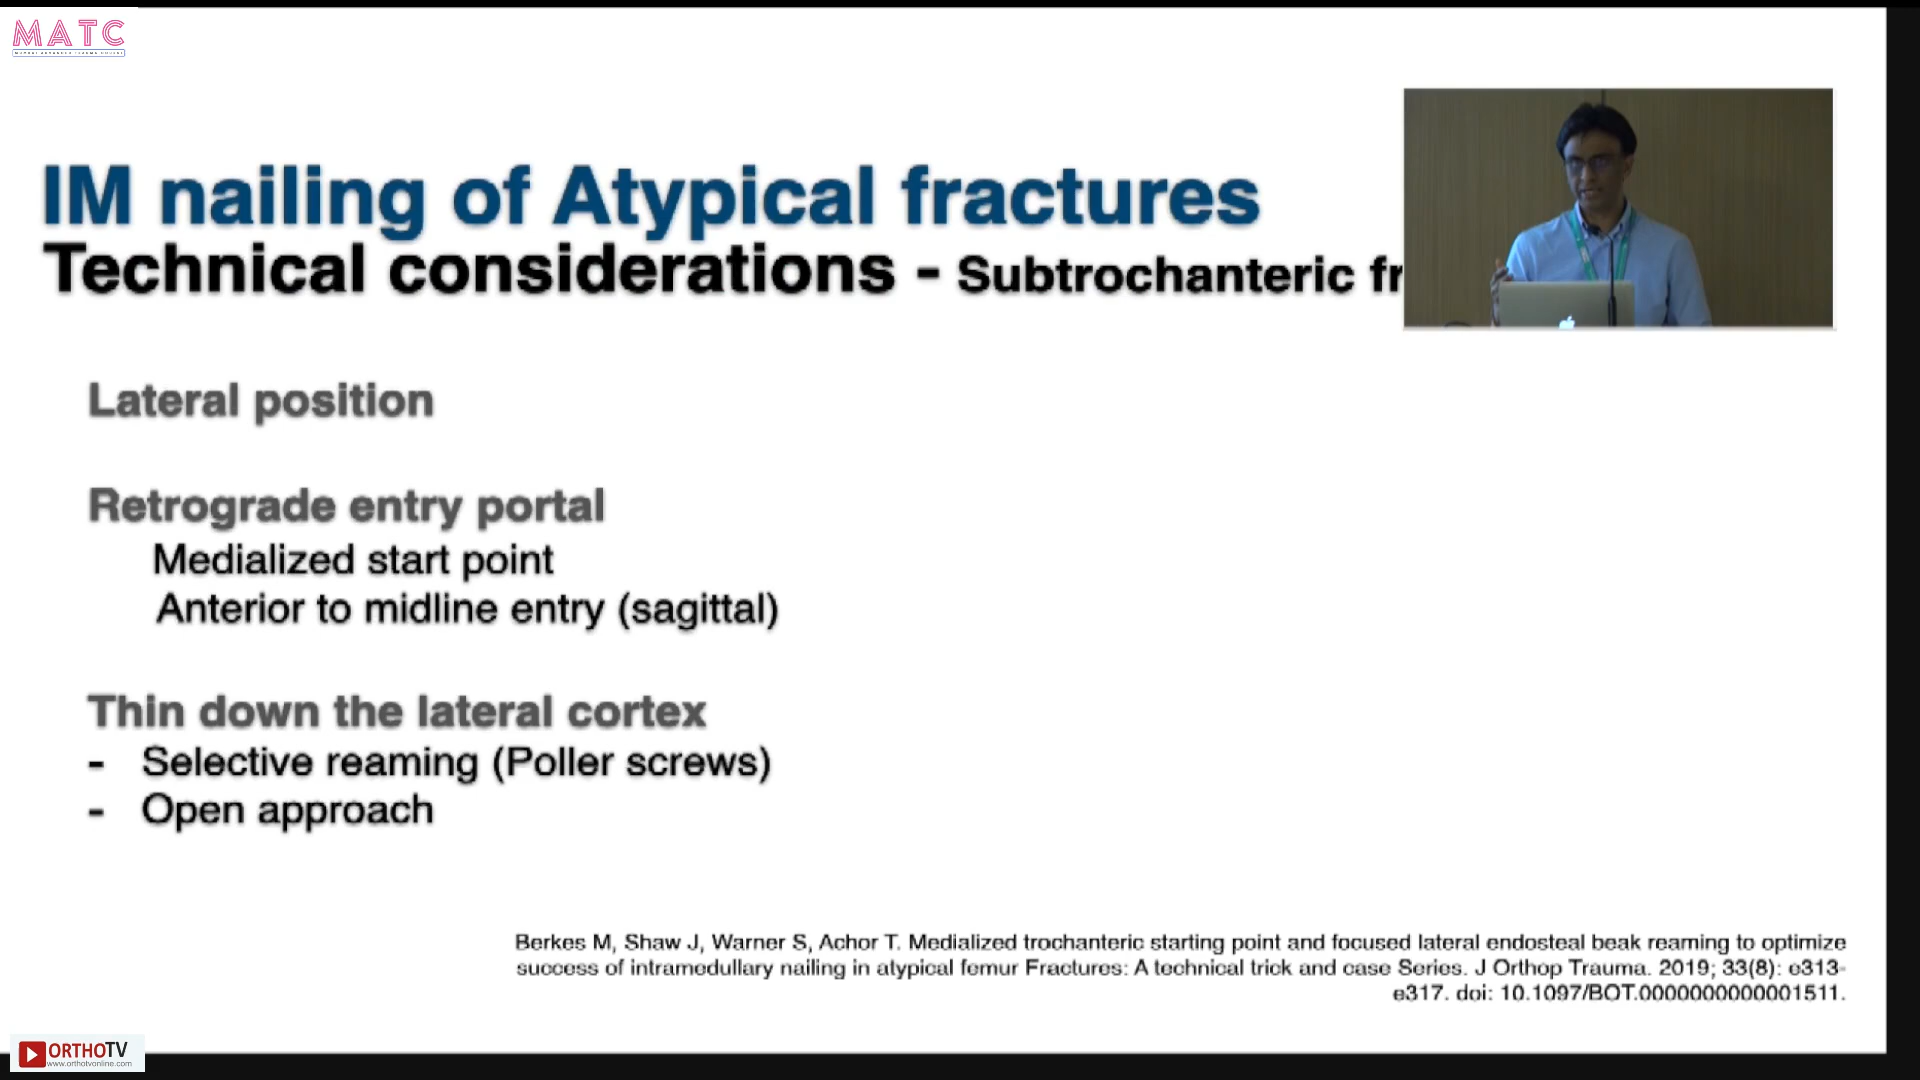 MATC
IM nailing of Atypical fractures
Technical considerations - Subtrochanteric fr
Lateral position
Retrograde entry portal
Medialized start point
Anterior to midline entry (sagittal)
Thin down the lateral cortex
- Selective reaming (Poller screws)
- Open approach
Berkes M, Shaw J, Warner S, Achor T. Medialized trochanteric starting point and focused lateral endosteal beak reaming to optimize
success of intramedullary nailing in atypical femur Fractures: A technical trick and case Series. J Orthop Trauma. 2019; 33(8): e313-
e317. doi: 10.1097/BOT.0000000000001511.
ORTHOTV
www.orthotvonline.com